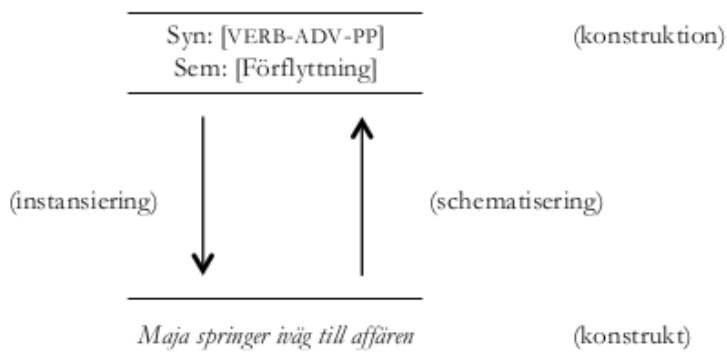 Syn: [VERB-ADV-PP] (konstruktion)
Sem: [Förflyttning]
(instansiering) (schematisering)
Maja springer iväg till affären (konstrukt)